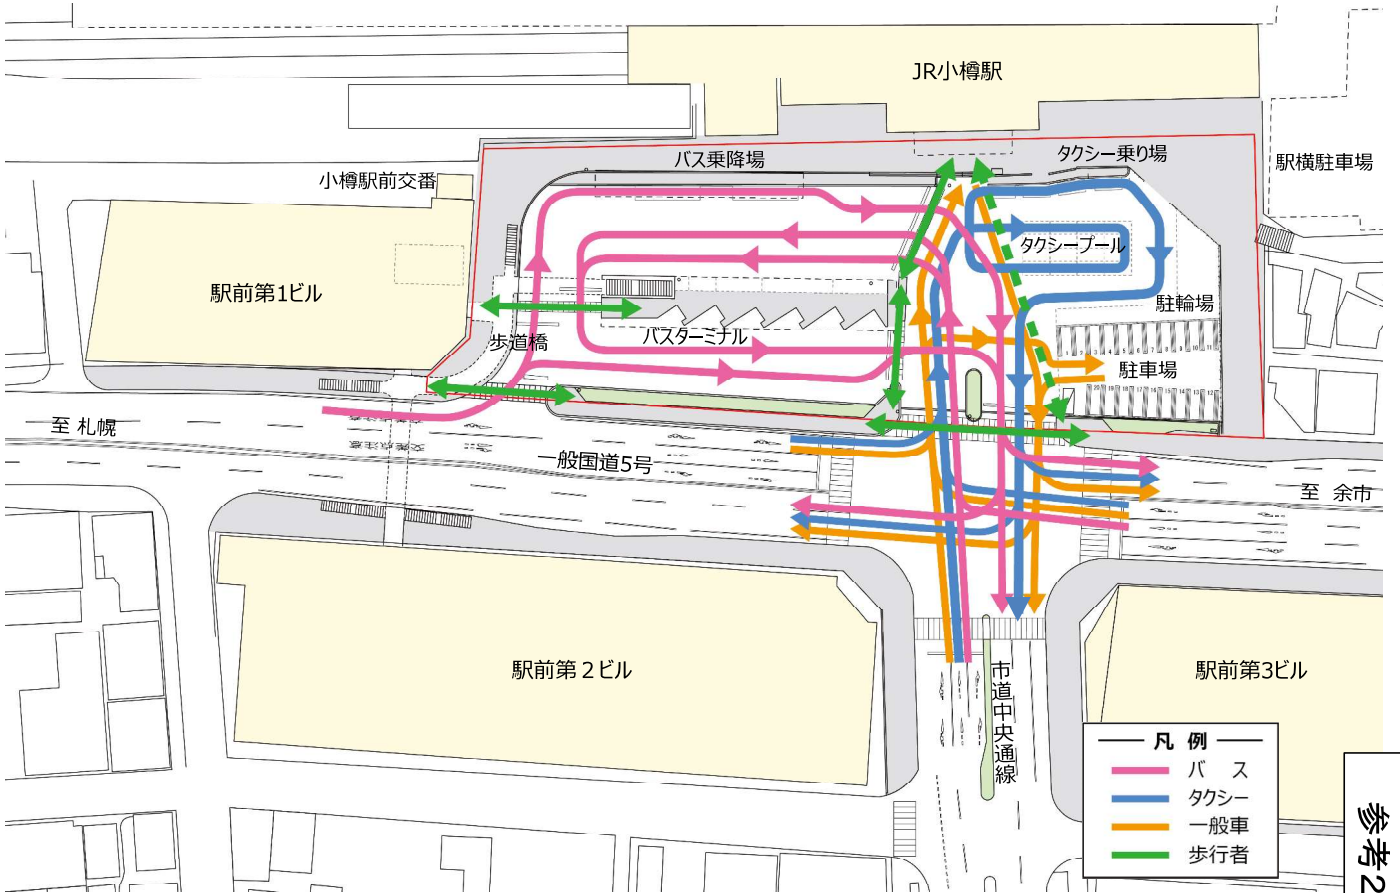 JR小樽駅
バス乗降場
タクシー乗り場
駅横駐車場
小樽駅前交番
タクシープール
駅前第1ビル
駐輪場
歩道橋
バスターミナル
駐車場
至 札幌
一般国道5号
至 余市
駅前第２ビル
市道中央通線
駅前第3ビル
凡 例
バ ス
タクシー
一般車
歩行者
参考2